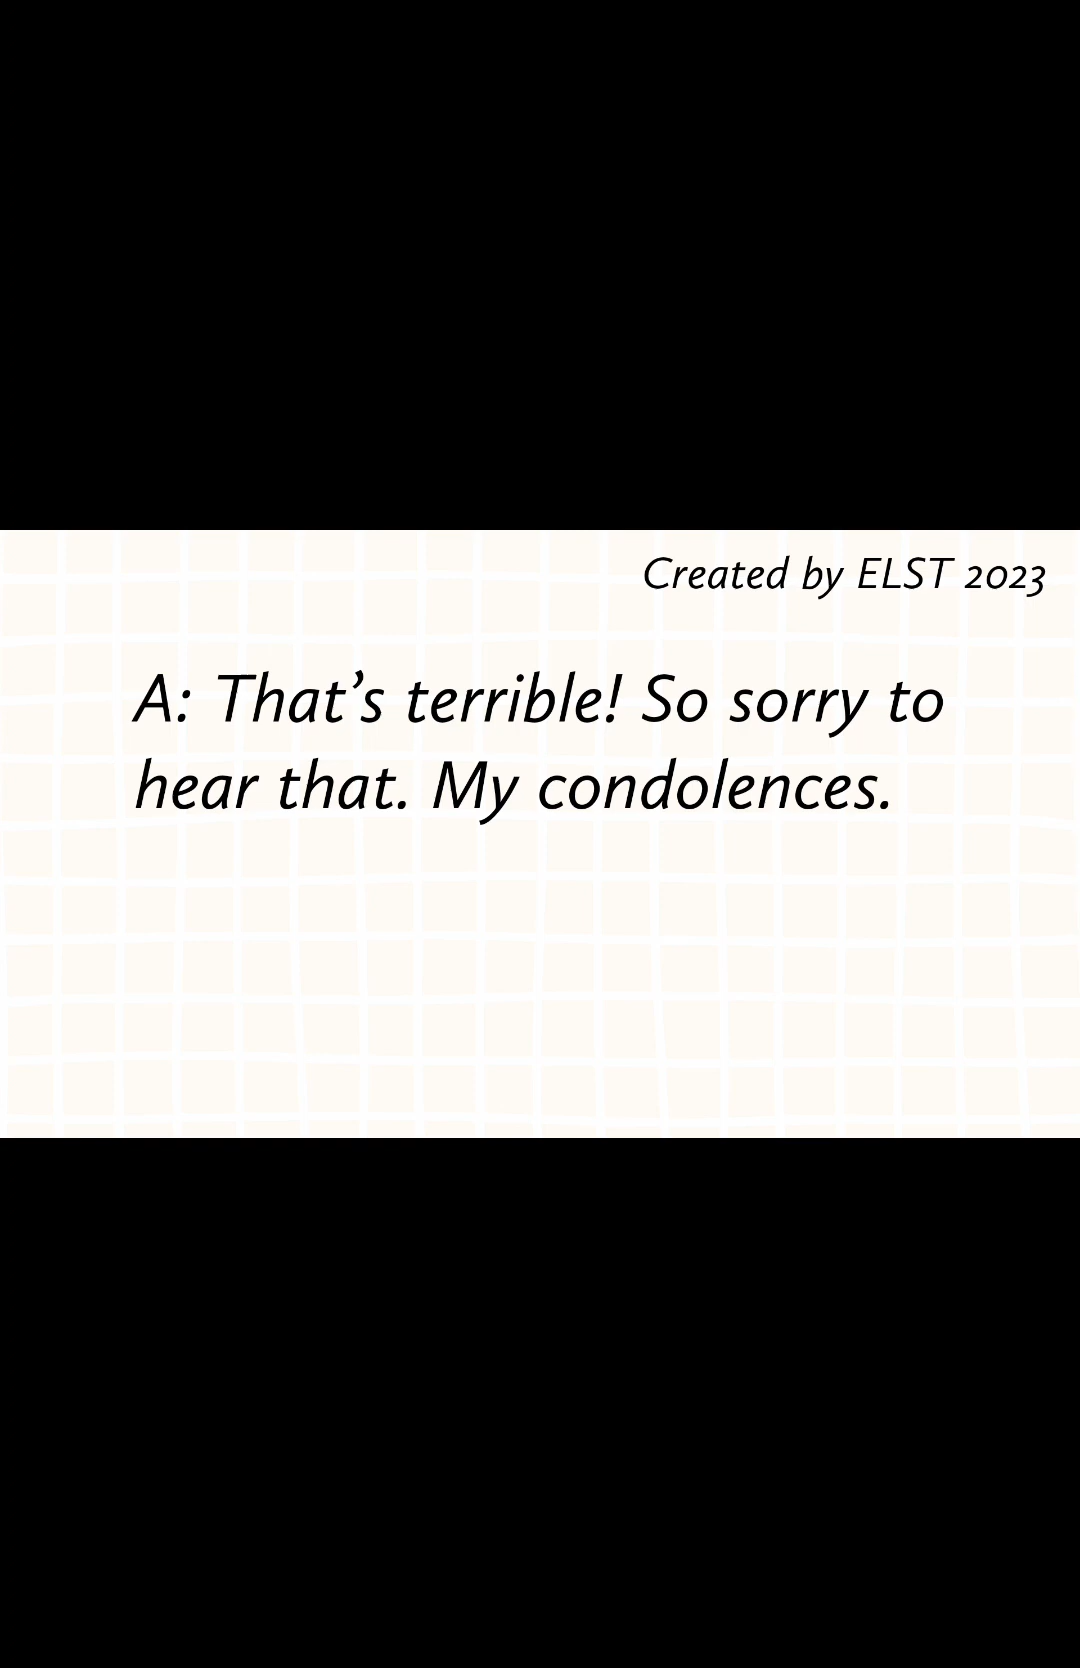 Created by ELST 2023
A: That’s terrible! So sorry to
hear that. My condolences.